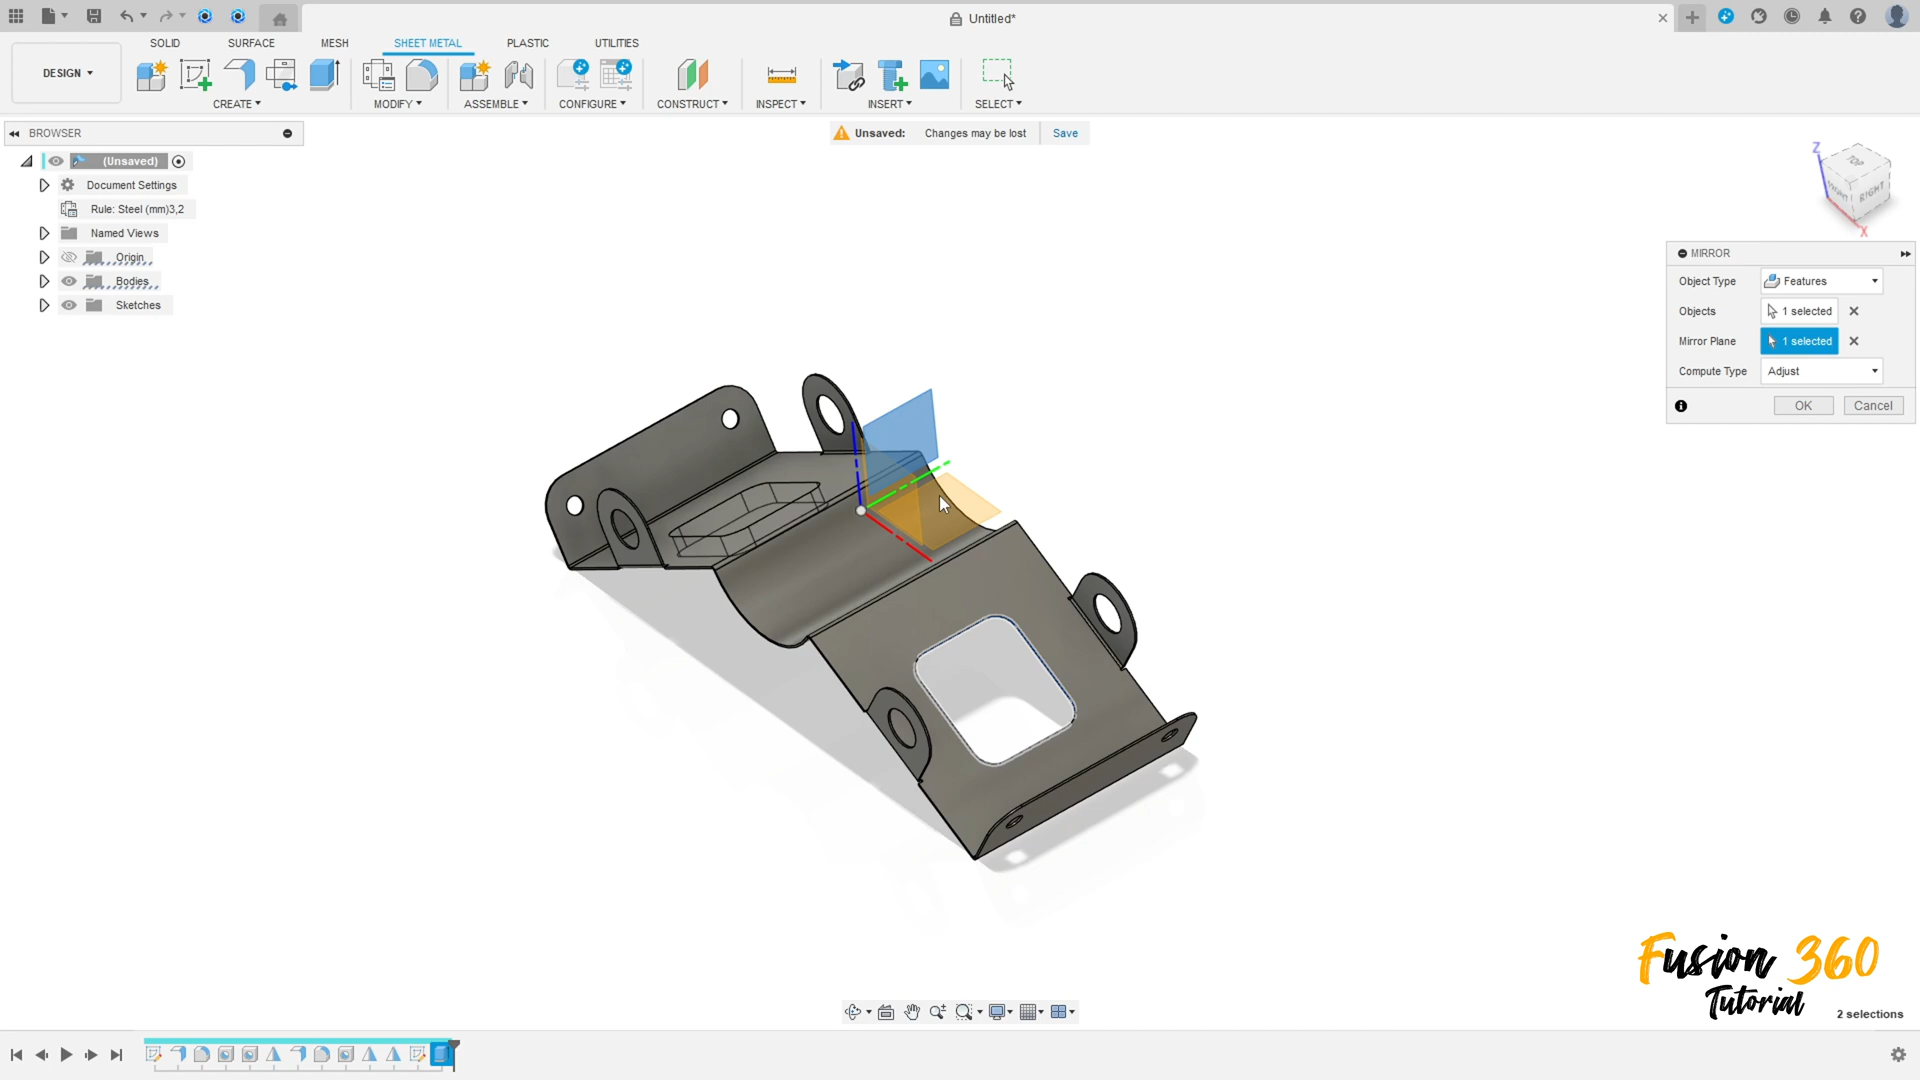 Untitled*
SOLID
SURFACE
MESH
SHEET METAL
PLASTIC
UTILITIES
DESIGN
CREATE
MODIFY
ASSEMBLE
CONFIGURE
CONSTRUCT
INSPECT
INSERT
SELECT
BROWSER
Unsaved: Changes may be lost Save
(Unsaved)
Document Settings
Rule: Steel (mm)3,2
Named Views
Origin
Bodies
Sketches
Z
TOP
RIGHT
X
MIRROR
Object Type Features
Objects 1 selected
Mirror Plane 1 selected
Compute Type Adjust
OK Cancel
Fusion 360
Tutorial
2 selections